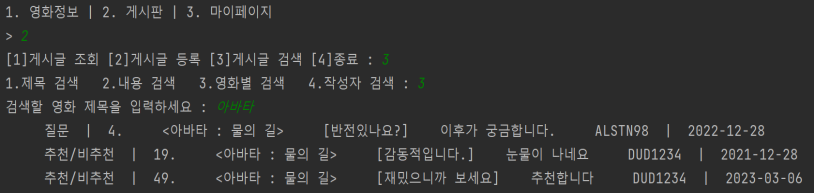 1. 영화정보 | 2. 게시판 | 3. 마이페이지
> 2
[1]게시글 조회 [2]게시글 등록 [3]게시글 검색 [4]종료 : 3
1.제목 검색 2.내용 검색 3.영화별 검색 4.작성자 검색 : 3
검색할 영화 제목을 입력하세요 : 아바타
질문 | 4. <아바타 : 물의 길> [반전있나요?] 이후가 궁금합니다. ALSTN98 | 2022-12-28
추천/비추천 | 19. <아바타 : 물의 길> [감동적입니다.] 눈물이 나네요 DUD1234 | 2021-12-28
추천/비추천 | 49. <아바타 : 물의 길> [재밌으니까 보세요] 추천합니다 DUD1234 | 2023-03-06